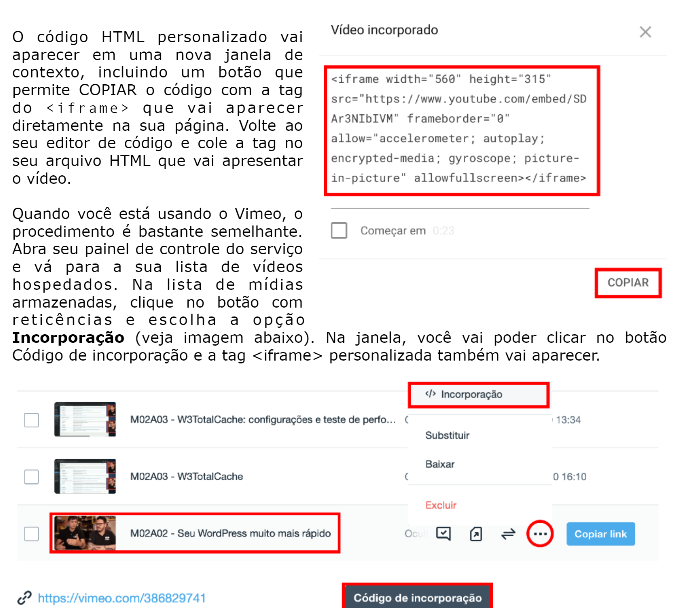 O código HTML personalizado vai
aparecer em uma nova janela de
contexto, incluindo um botão que
permite COPIAR o código com a tag
do <iframe> que vai aparecer
diretamente na sua página. Volte ao
seu editor de código e cole a tag no
seu arquivo HTML que vai apresentar
o vídeo.
Vídeo incorporado
<iframe width="560" height="315"
src="https://www.youtube.com/embed/SD
Ar3NIbIVM" frameborder="0"
allow="accelerometer; autoplay;
encrypted-media; gyroscope; picture-
in-picture" allowfullscreen></iframe>
Começar em 0:23
COPIAR
Quando você está usando o Vimeo, o
procedimento é bastante semelhante.
Abra seu painel de controle do serviço
e vá para a sua lista de vídeos
hospedados. Na lista de mídias
armazenadas, clique no botão com
reticências e escolha a opção
Incorporação (veja imagem abaixo). Na janela, você vai poder clicar no botão
Código de incorporação e a tag <iframe> personalizada também vai aparecer.
</> Incorporação
M02A03 - W3TotalCache: configurações e teste de perfo... 13:34
Substituir
Baixar
M02A03 - W3TotalCache 0 16:10
Excluir
M02A02 - Seu WordPress muito mais rápido
Copiar link
https://vimeo.com/386829741
Código de incorporação